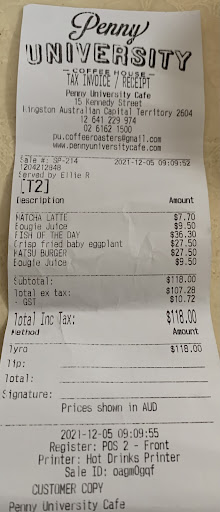 Penny
UNIVERSITY
COFFEE HOUSE
TAX INVOICE / RECEIPT
Penny University Cafe
15 Kennedy Street
Kingston Australian Capital Territory 2604
12 641 229 974
02 6162 1500
pu.coffeeroasters@gmail.com
www.pennyuniversitycafe.com
Sale #: SP-214 2021-12-05 09:09:52
1204212848
Served by Ellie R
[T2]
Description Amount
MATCHA LATTE $7.70
Bougie Juice $9.50
FISH OF THE DAY $36.30
Crisp fried baby eggplant $27.50
KATSU BURGER $27.50
Bougie Juice $9.50
Subtotal: $118.00
Total ex tax: $107.28
- GST $10.72
Total Inc Tax: $118.00
Method Amount
Tyro $118.00
Tip:
Total:
Signature:
Prices shown in AUD
2021-12-05 09:09:55
Register: POS 2 - Front
Printer: Hot Drinks Printer
Sale ID: oagm0gqf
CUSTOMER COPY
Penny University Cafe